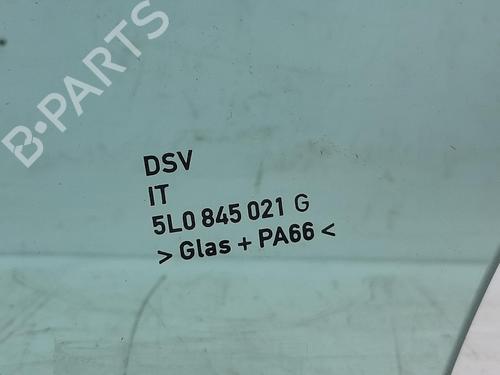 B-PARTS
DSV
IT
5L0 845 021 G
> Glas + PA66 <